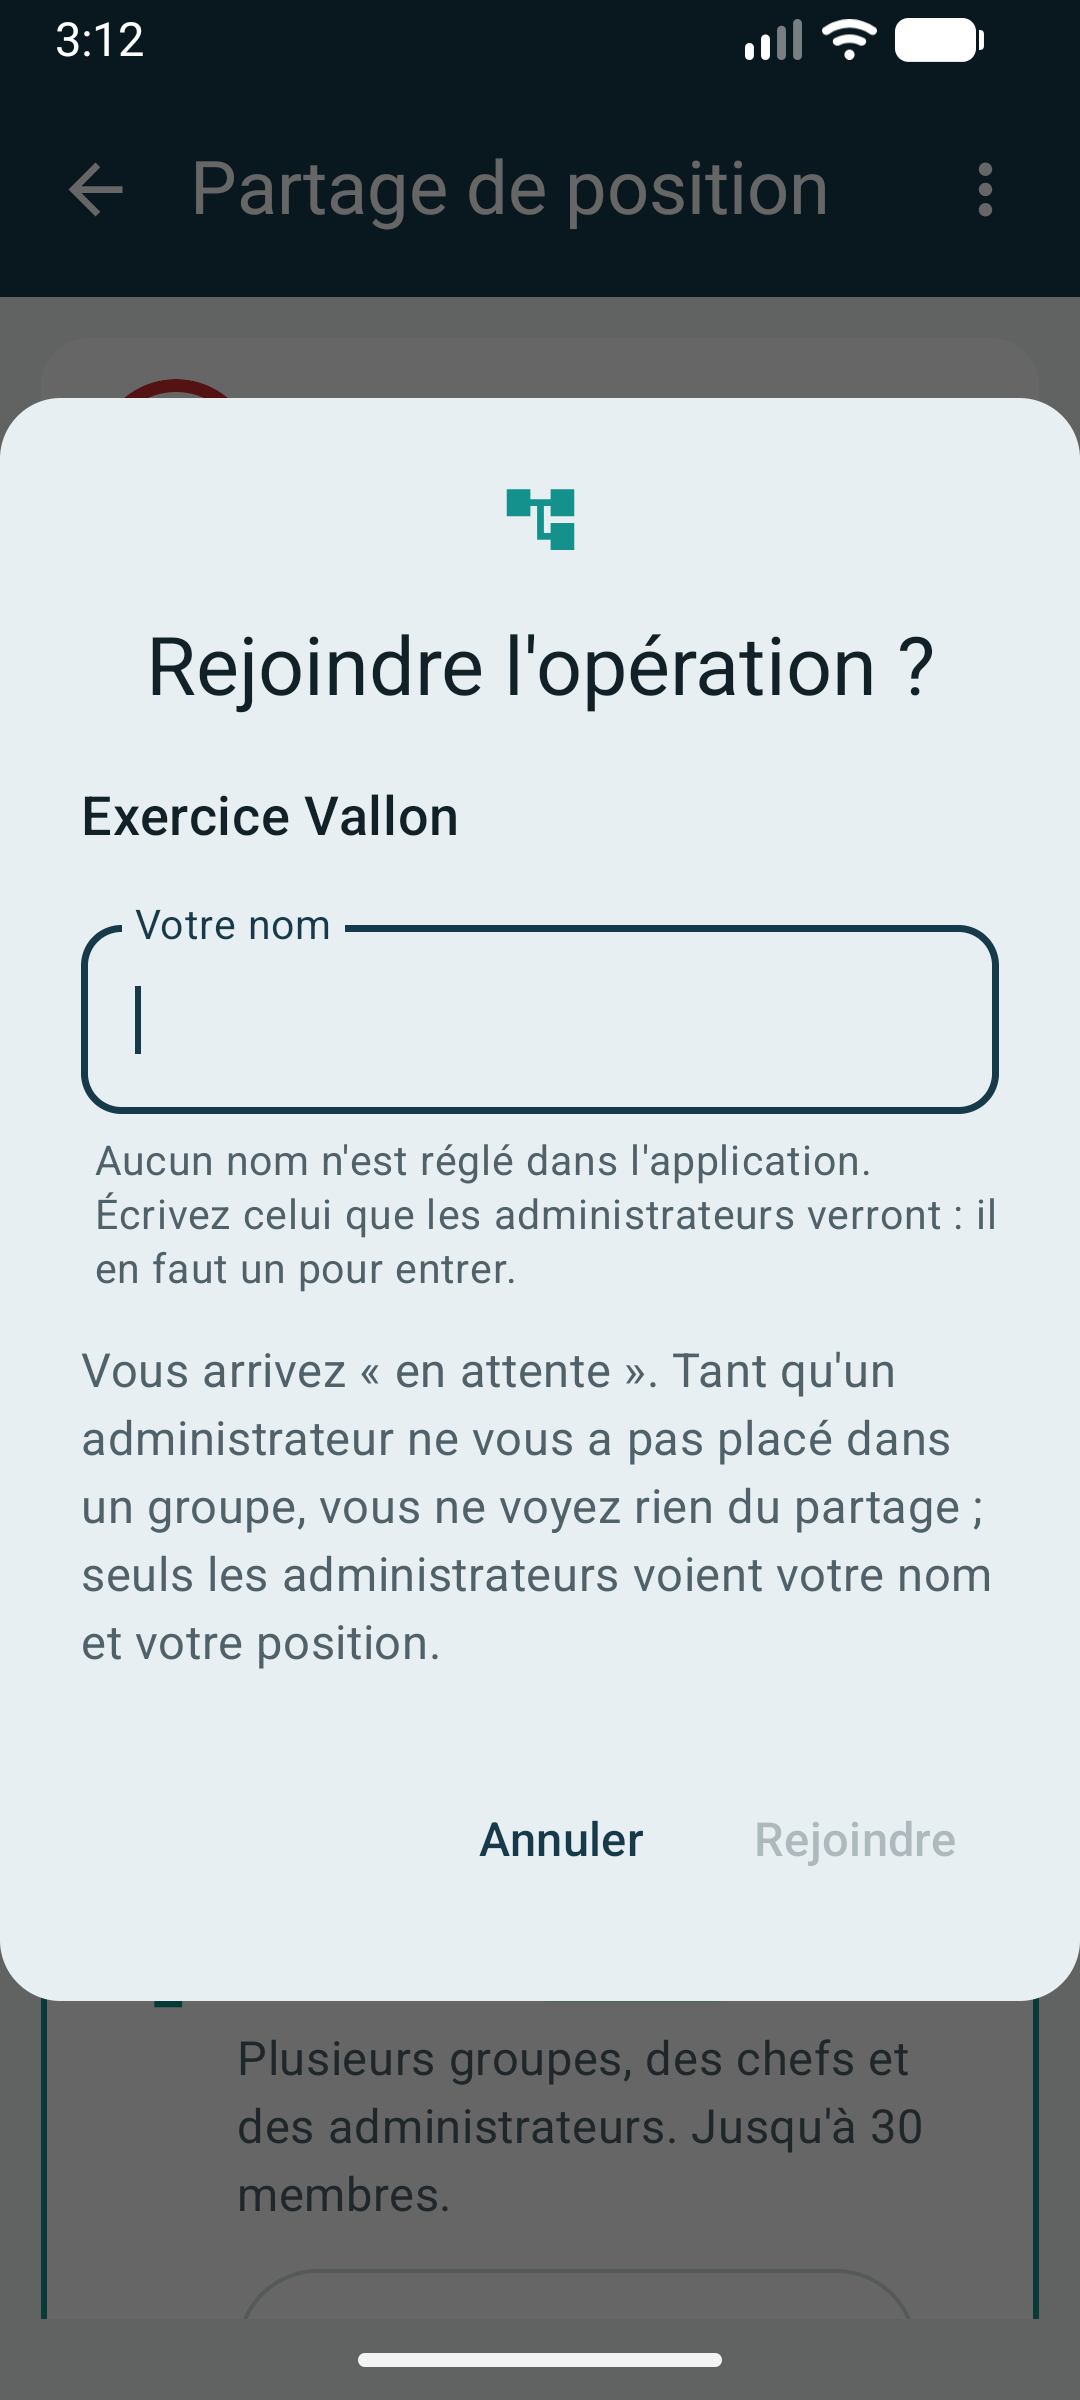 3:12
Partage de position
Rejoindre l'opération ?
Exercice Vallon
Votre nom
Aucun nom n'est réglé dans l'application.
Écrivez celui que les administrateurs verront : il
en faut un pour entrer.
Vous arrivez « en attente ». Tant qu'un
administrateur ne vous a pas placé dans
un groupe, vous ne voyez rien du partage ;
seuls les administrateurs voient votre nom
et votre position.
Annuler
Rejoindre
Plusieurs groupes, des chefs et
des administrateurs. Jusqu'à 30
membres.